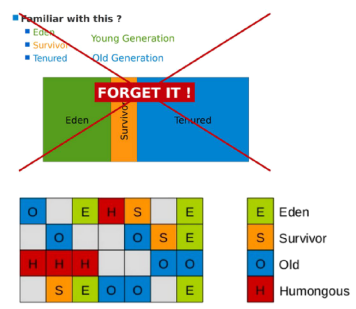 Familiar with this ?
Eden
Young Generation
Survivor
Tenured
Old Generation
FORGET IT !
Eden
Survivor
Tenured
O E H S E
O O S E
H H H O O
S E O O E
E Eden
S Survivor
O Old
H Humongous